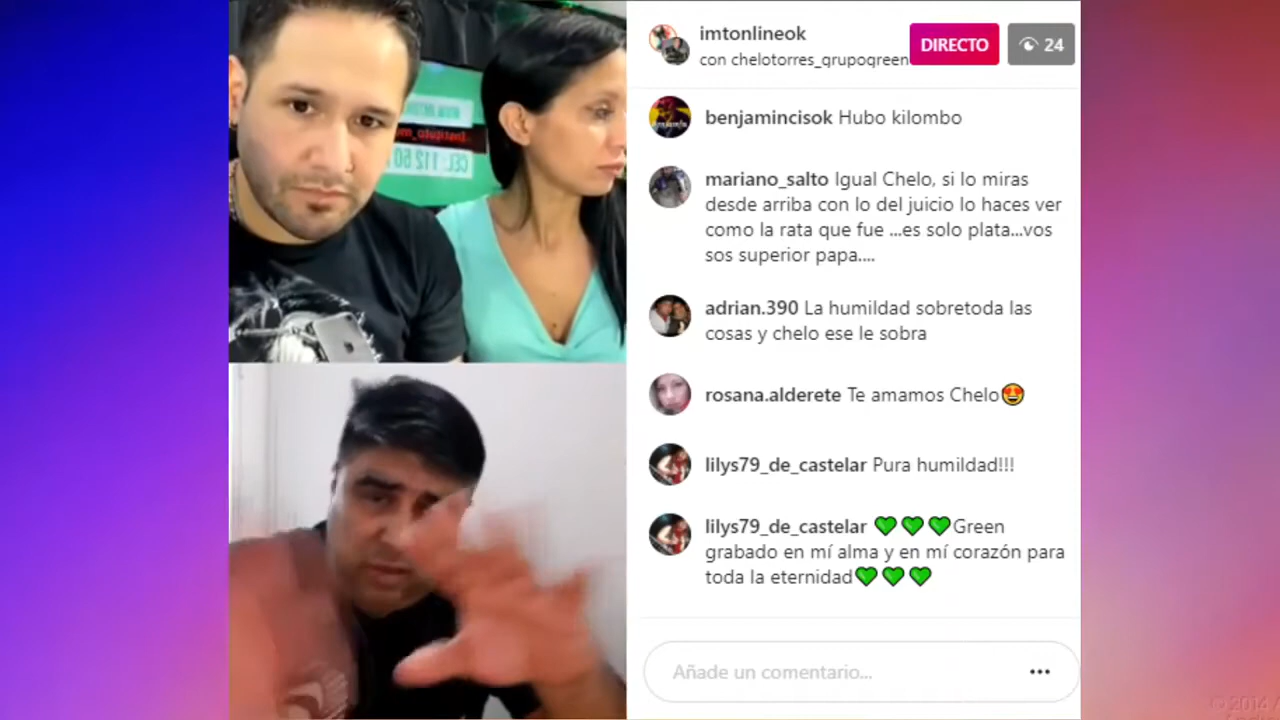 imtonlineok
con chelotorres_grupogreen
DIRECTO
24
benjamincisok Hubo kilombo
mariano_salto Igual Chelo, si lo miras
desde arriba con lo del juicio lo haces ver
como la rata que fue ...es solo plata...vos
sos superior papa....
adrian.390 La humildad sobretoda las
cosas y chelo ese le sobra
rosana.alderete Te amamos Chelo😍
lilys79_de_castelar Pura humildad!!!
lilys79_de_castelar 💚💚💚Green
grabado en mí alma y en mí corazón para
toda la eternidad💚💚💚
Añade un comentario...
© 2014